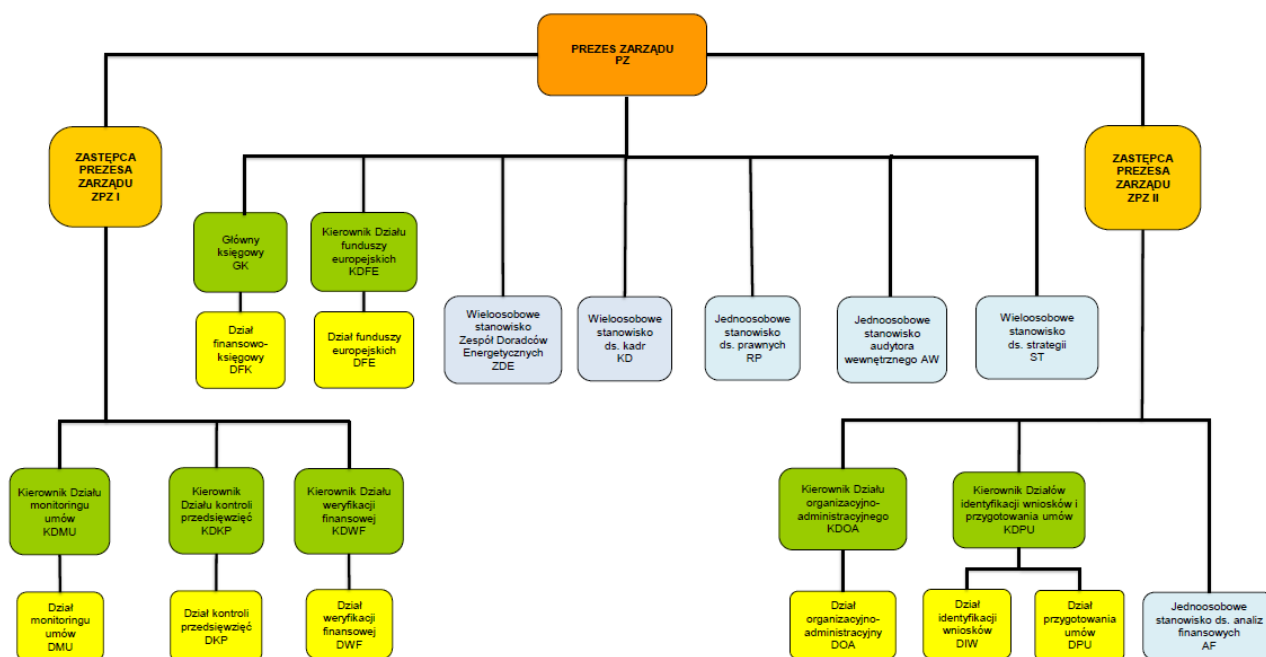 PREZES ZARZĄDU
PZ
ZASTĘPCA
PREZESA
ZARZĄDU
ZPZ I
ZASTĘPCA
PREZESA
ZARZĄDU
ZPZ II
Główny
księgowy
GK
Kierownik Działu
funduszy
europejskich
KDFE
Dział
finansowo-
księgowy
DFK
Dział funduszy
europejskich
DFE
Wieloosobowe
stanowisko
Zespół Doradców
Energetycznych
ZDE
Wieloosobowe
stanowisko
ds. kadr
KD
Jednoosobowe
stanowisko
ds. prawnych
RP
Jednoosobowe
stanowisko
audytora
wewnętrznego AW
Wieloosobowe
stanowisko
ds. strategii
ST
Kierownik Działu
monitoringu
umów
KDMU
Kierownik
Działu kontroli
przedsięwzięć
KDKP
Kierownik Działu
weryfikacji
finansowej
KDWF
Kierownik Działu
organizacyjno-
administracyjnego
KDOA
Kierownik Działów
identyfikacji wniosków i
przygotowania umów
KDPU
Dział
monitoringu
umów
DMU
Dział kontroli
przedsięwzięć
DKP
Dział
weryfikacji
finansowej
DWF
Dział
organizacyjno-
administracyjny
DOA
Dział
identyfikacji
wniosków
DIW
Dział
przygotowania
umów
DPU
Jednoosobowe
stanowisko ds. analiz
finansowych
AF